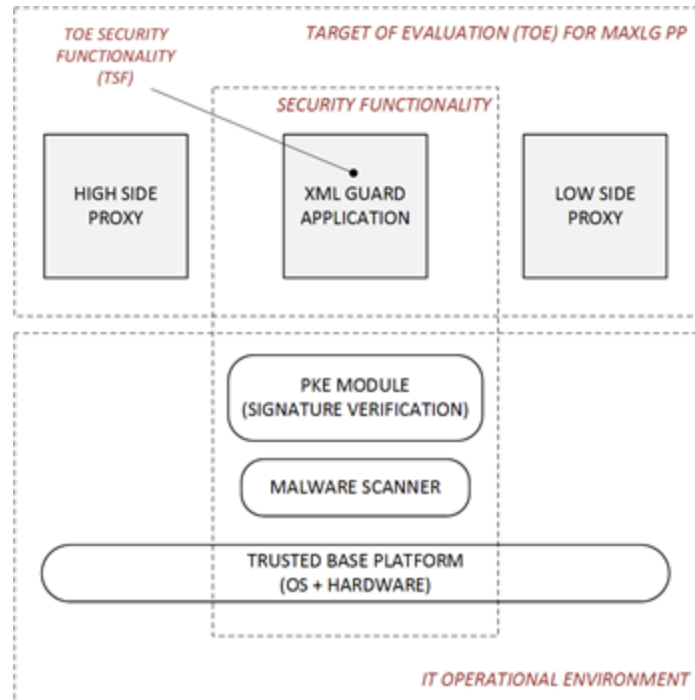 TOE SECURITY
FUNCTIONALITY
(TSF)
TARGET OF EVALUATION (TOE) FOR MAXLG PP
SECURITY FUNCTIONALITY
HIGH SIDE
PROXY
XML GUARD
APPLICATION
LOW SIDE
PROXY
PKE MODULE
(SIGNATURE VERIFICATION)
MALWARE SCANNER
TRUSTED BASE PLATFORM
(OS + HARDWARE)
IT OPERATIONAL ENVIRONMENT